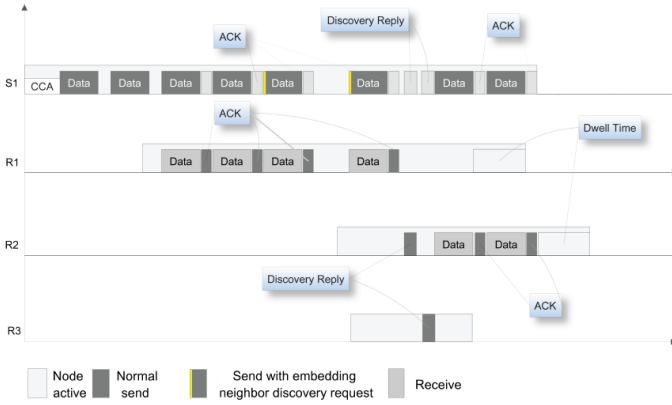 Discovery Reply
ACK
ACK
S1
CCA
Data
Data
Data
Data
Data
Data
Data
Data
ACK
Dwell Time
R1
Data
Data
Data
Data
R2
Data
Data
Discovery Reply
ACK
R3
Node active
Normal send
Send with embedding neighbor discovery request
Receive